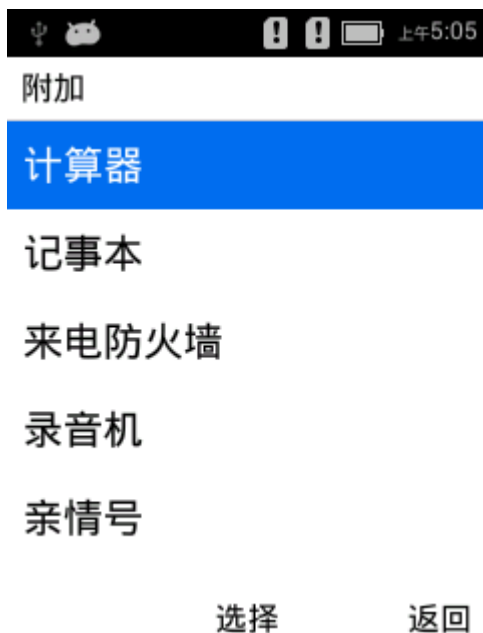 上午5:05
附加
计算器
记事本
来电防火墙
录音机
亲情号
选择 返回